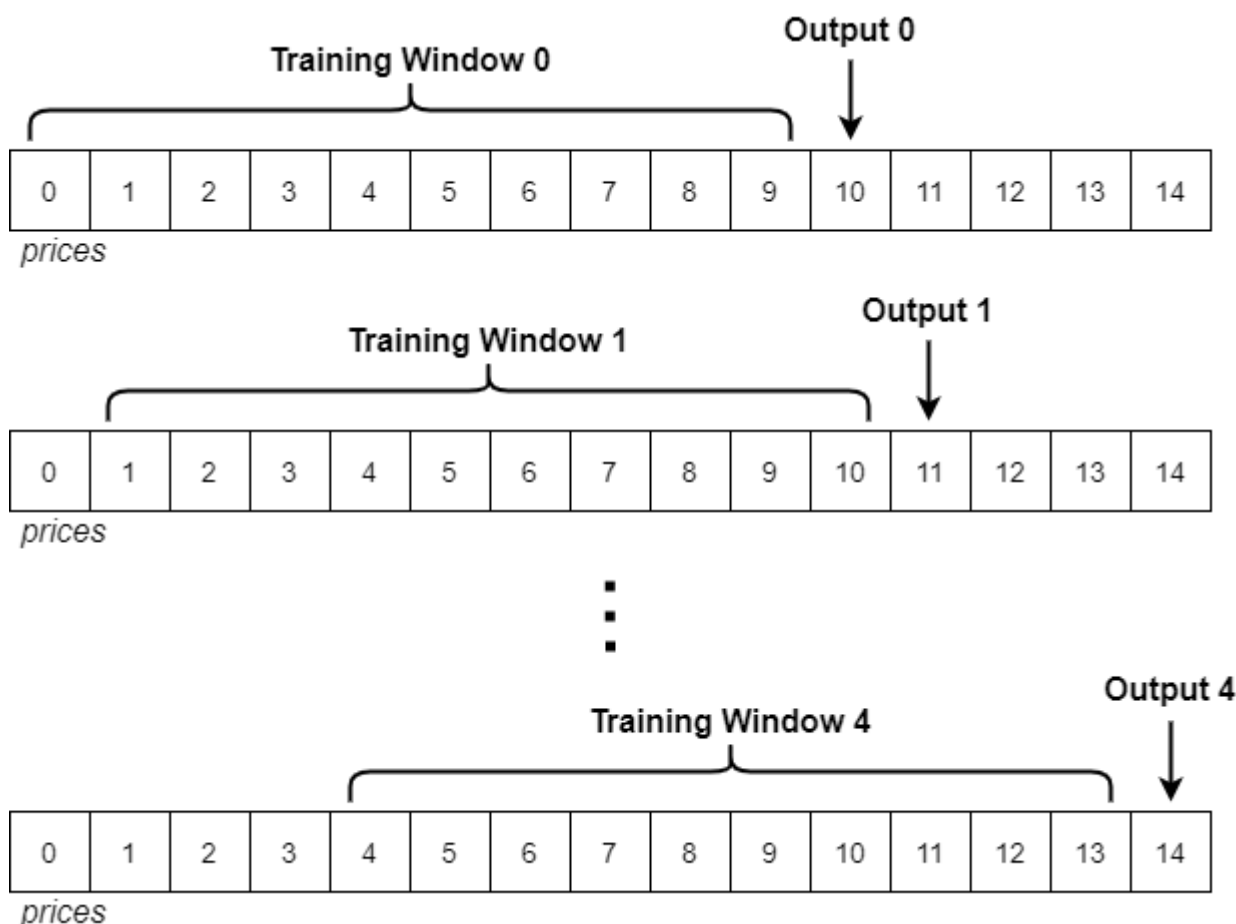 Output 0
Training Window 0
0 1 2 3 4 5 6 7 8 9 10 11 12 13 14
prices
Output 1
Training Window 1
0 1 2 3 4 5 6 7 8 9 10 11 12 13 14
prices
Output 4
Training Window 4
0 1 2 3 4 5 6 7 8 9 10 11 12 13 14
prices